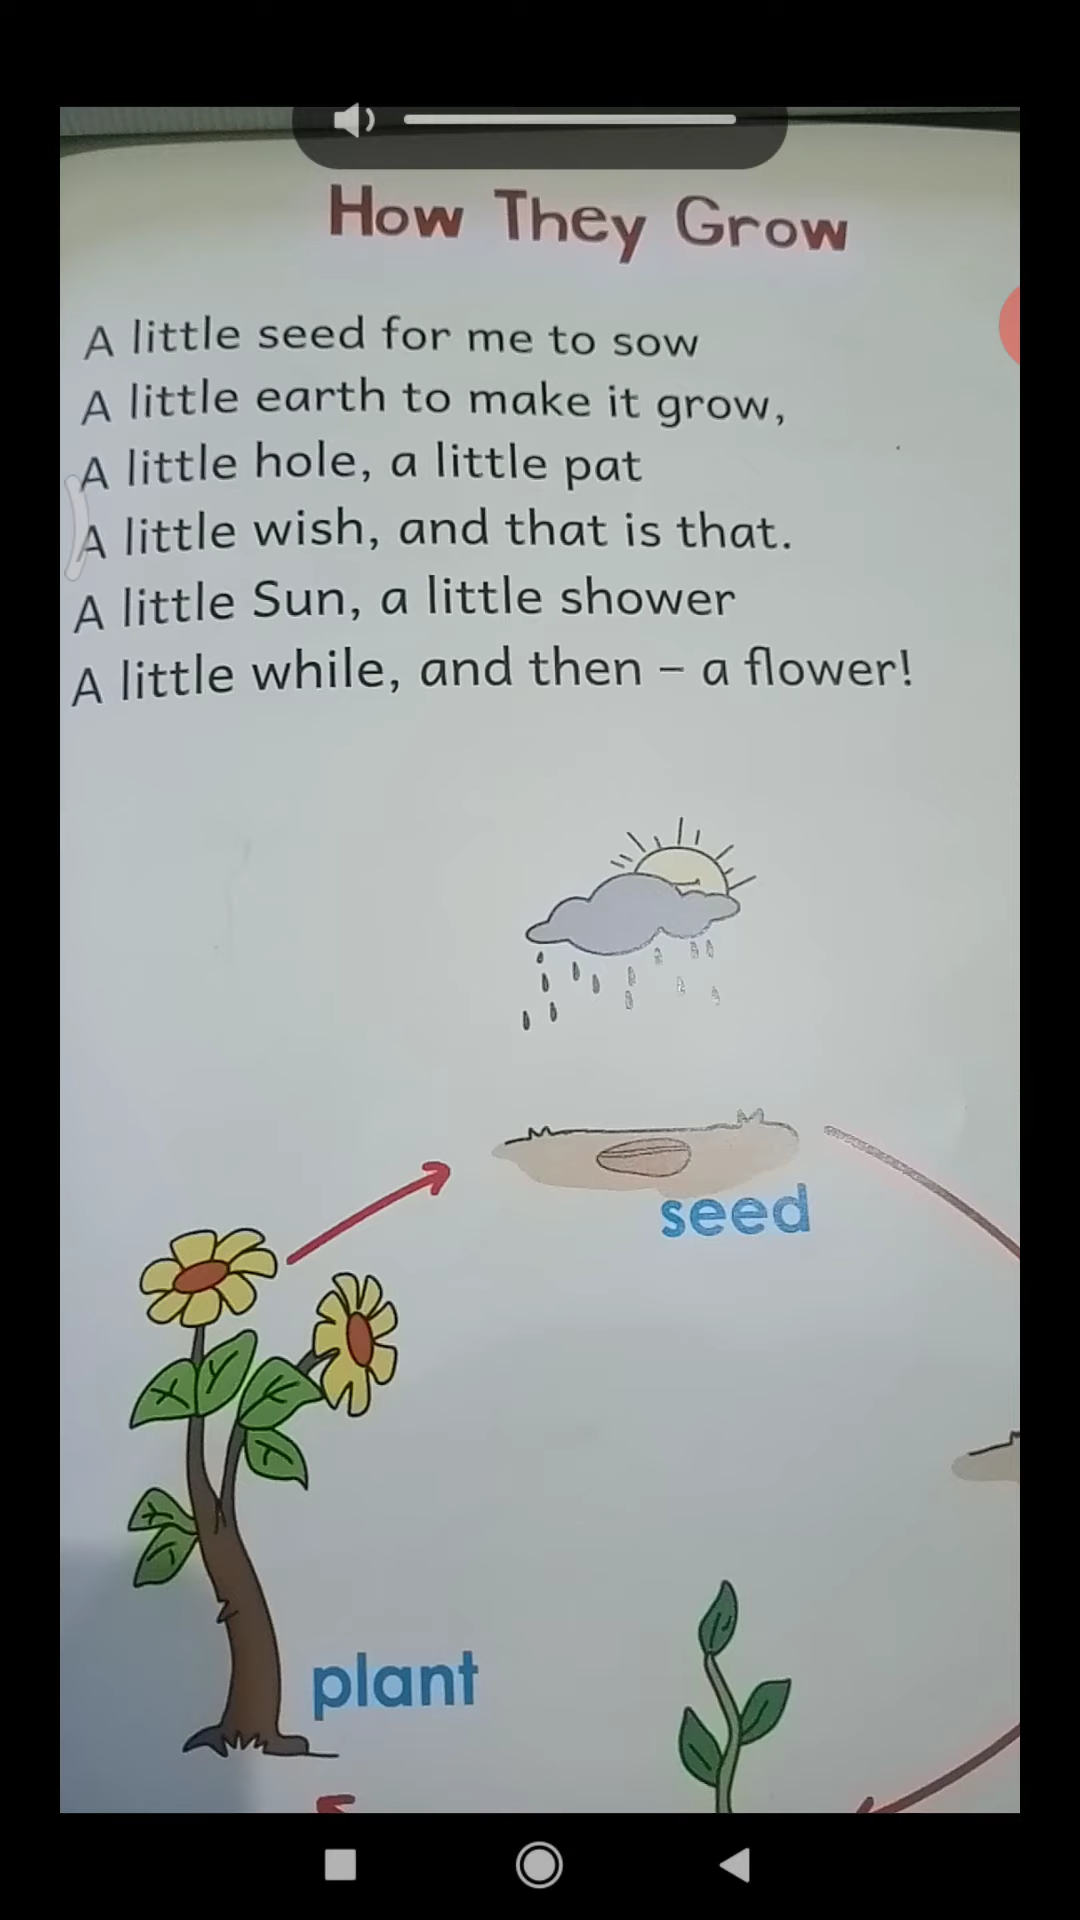 How They Grow
A little seed for me to sow
A little earth to make it grow,
A little hole, a little pat
A little wish, and that is that.
A little Sun, a little shower
A little while, and then – a flower!
seed
plant